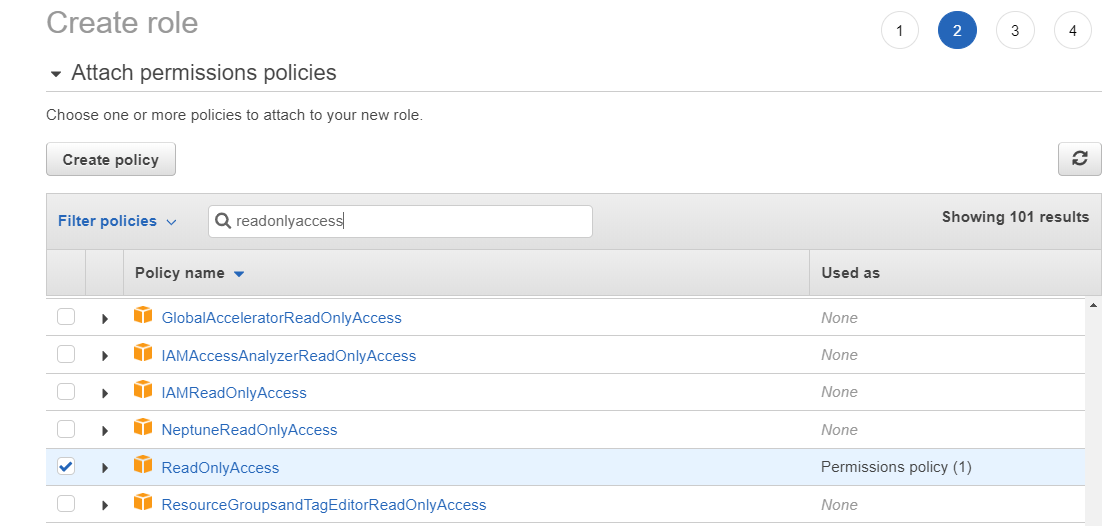 Create role
1 2 3 4
Attach permissions policies
Choose one or more policies to attach to your new role.
Create policy
Filter policies readonlyaccess Showing 101 results
Policy name Used as
GlobalAcceleratorReadOnlyAccess None
IAMAccessAnalyzerReadOnlyAccess None
IAMReadOnlyAccess None
NeptuneReadOnlyAccess None
ReadOnlyAccess Permissions policy (1)
ResourceGroupsandTagEditorReadOnlyAccess None